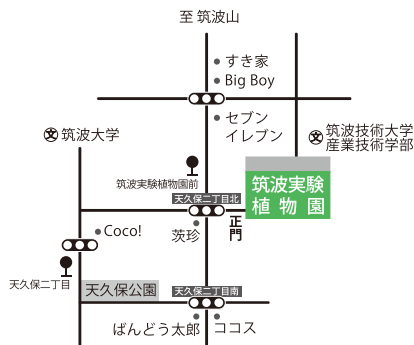 至 筑波山
すき家
Big Boy
セブン
イレブン
文 筑波大学
文 筑波技術大学
産業技術学部
筑波実験植物園前
筑波実験
植物園
天久保二丁目北
正門
Coco!
茨珍
天久保二丁目
天久保公園
天久保二丁目南
ばんどう太郎
ココス